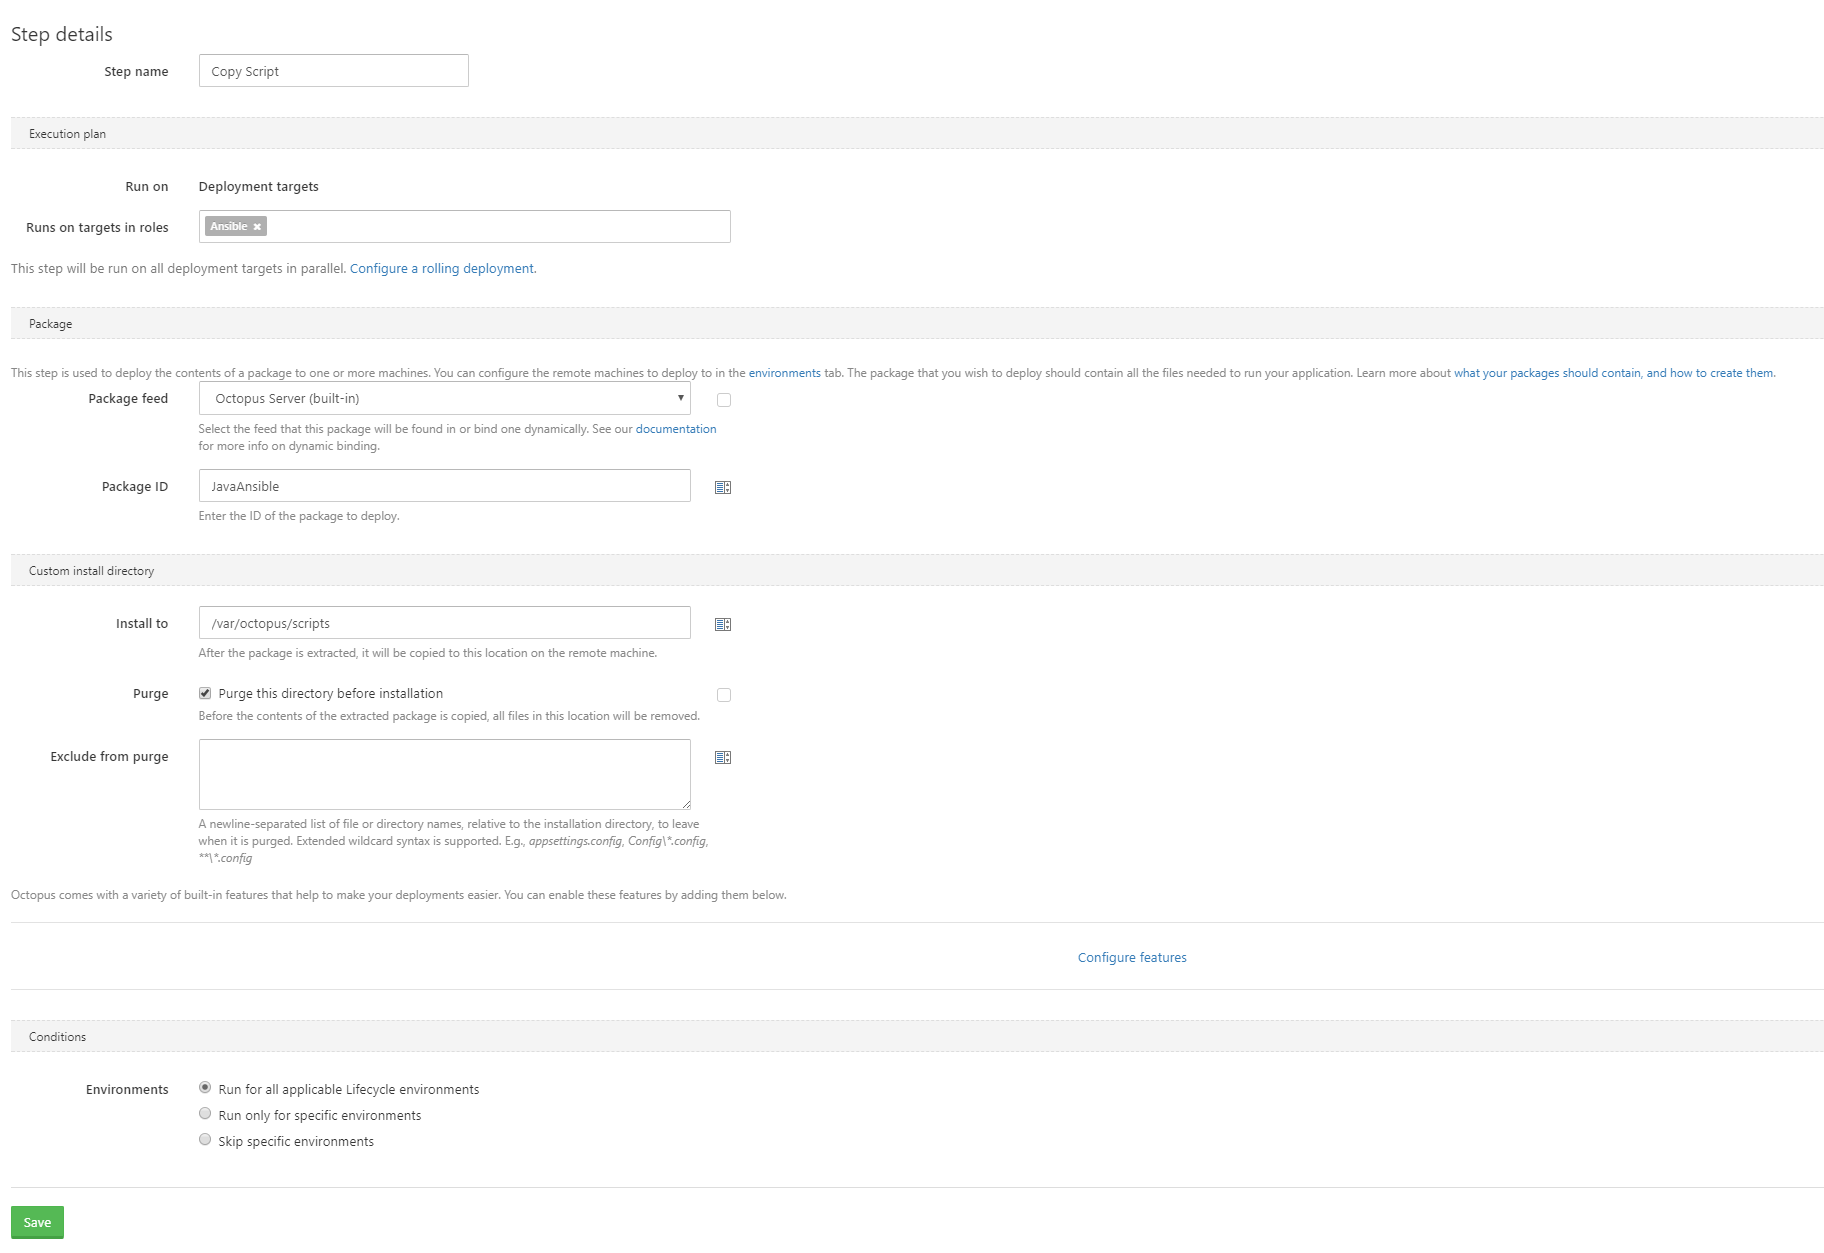 Step details
Step name Copy Script
Execution plan
Run on Deployment targets
Runs on targets in roles Ansible ×
This step will be run on all deployment targets in parallel. Configure a rolling deployment.
Package
This step is used to deploy the contents of a package to one or more machines. You can configure the remote machines to deploy to in the environments tab. The package that you wish to deploy should contain all the files needed to run your application. Learn more about what your packages should contain, and how to create them.
Package feed Octopus Server (built-in)
Select the feed that this package will be found in or bind one dynamically. See our documentation
for more info on dynamic binding.
Package ID JavaAnsible
Enter the ID of the package to deploy.
Custom install directory
Install to /var/octopus/scripts
After the package is extracted, it will be copied to this location on the remote machine.
Purge Purge this directory before installation
Before the contents of the extracted package is copied, all files in this location will be removed.
Exclude from purge
A newline-separated list of file or directory names, relative to the installation directory, to leave
when it is purged. Extended wildcard syntax is supported. E.g., appsettings.config, Config\*.config,
**\*.config
Octopus comes with a variety of built-in features that help to make your deployments easier. You can enable these features by adding them below.
Configure features
Conditions
Environments Run for all applicable Lifecycle environments
Run only for specific environments
Skip specific environments
Save